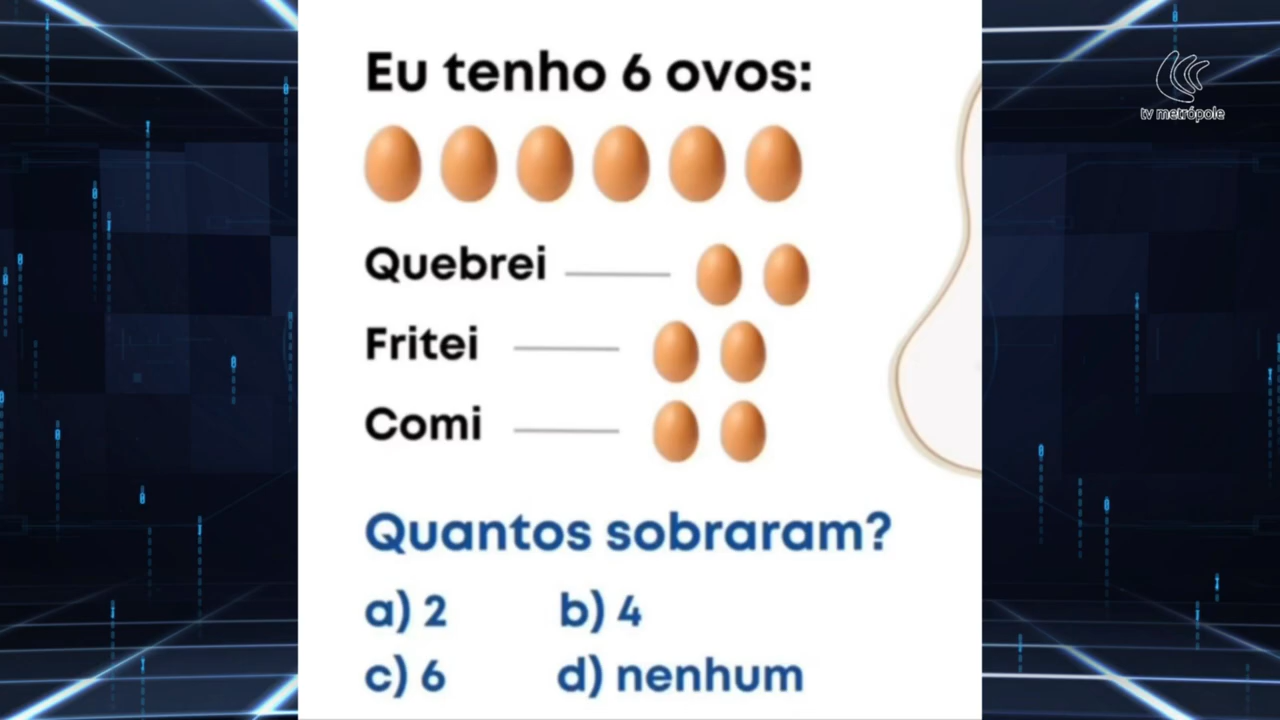 Eu tenho 6 ovos:
tv metrópole
Quebrei
Fritei
Comi
Quantos sobraram?
a) 2 b) 4
c) 6 d) nenhum